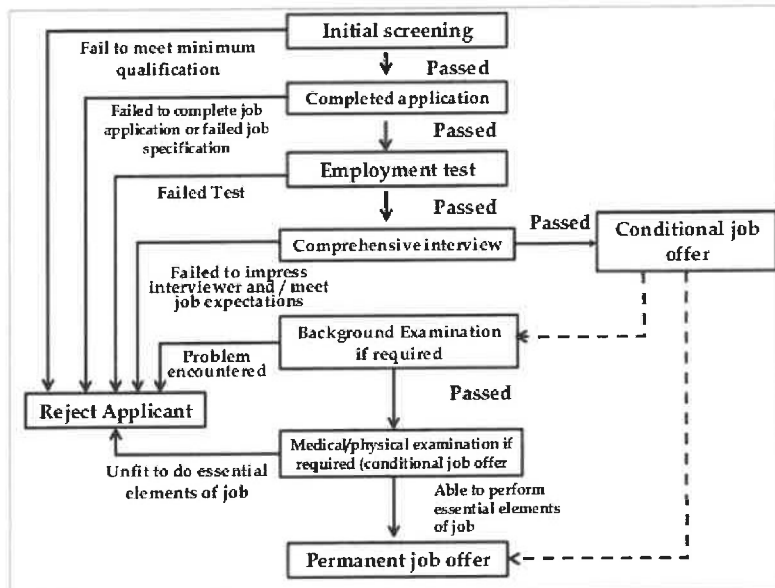 Initial screening
Fail to meet minimum
qualification
Passed
Completed application
Failed to complete job
application or failed job
specification
Passed
Employment test
Failed Test
Passed
Comprehensive interview
Passed
Conditional job
offer
Failed to impress
interviewer and / meet
job expectations
Background Examination
if required
Problem
encountered
Passed
Reject Applicant
Medical/physical examination if
required (conditional job offer
Unfit to do essential
elements of job
Able to perform
essential elements
of job
Permanent job offer